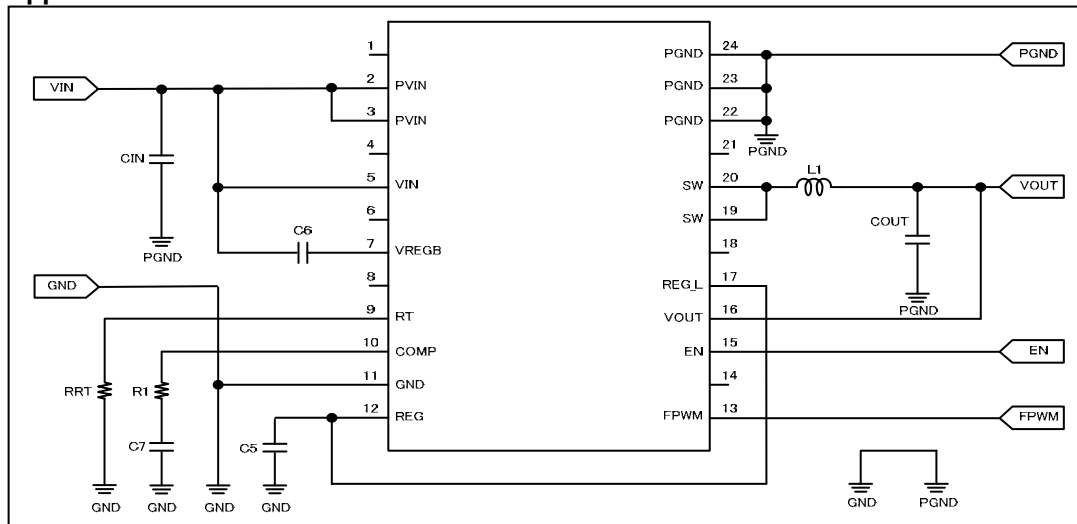 1
PGND
24
PGND
VIN
2
PVIN
PGND
23
3
PVIN
PGND
22
4
21
PGND
CIN
5
VIN
SW
20
L1
VOUT
6
SW
19
COUT
C6
7
VREGB
18
PGND
GND
8
REG_L
17
PGND
9
RT
VOUT
16
10
COMP
EN
15
EN
RRT
R1
11
GND
14
12
REG
FPWM
13
FPWM
C7
C5
GND
GND
GND
GND
GND
PGND